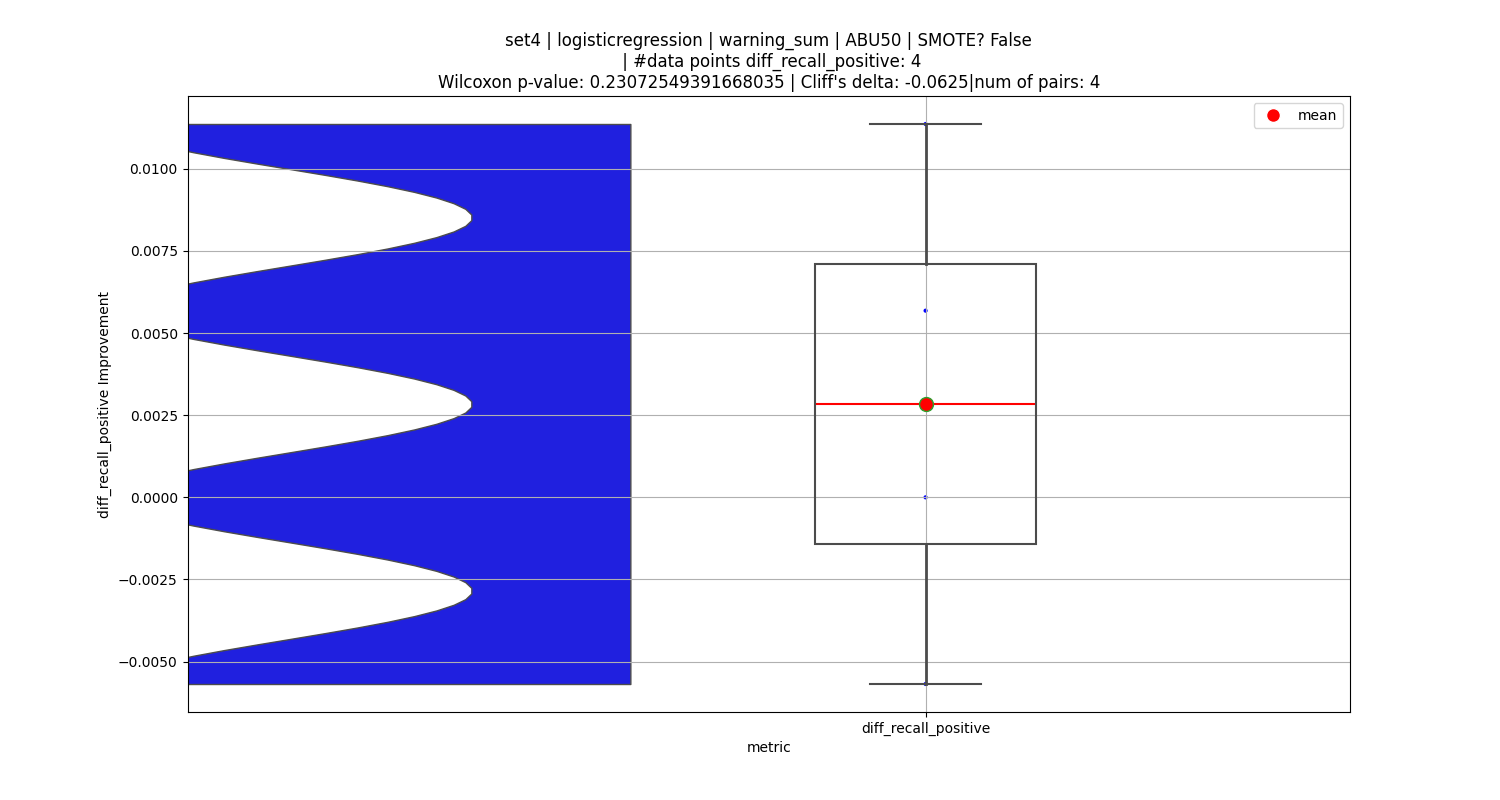 set4 | logisticregression | warning_sum | ABU50 | SMOTE? False
| #data points diff_recall_positive: 4
Wilcoxon p-value: 0.23072549391668035 | Cliff's delta: -0.0625|num of pairs: 4
mean
0.0100
0.0075
0.0050
0.0025
0.0000
−0.0025
−0.0050
diff_recall_positive Improvement
diff_recall_positive
metric